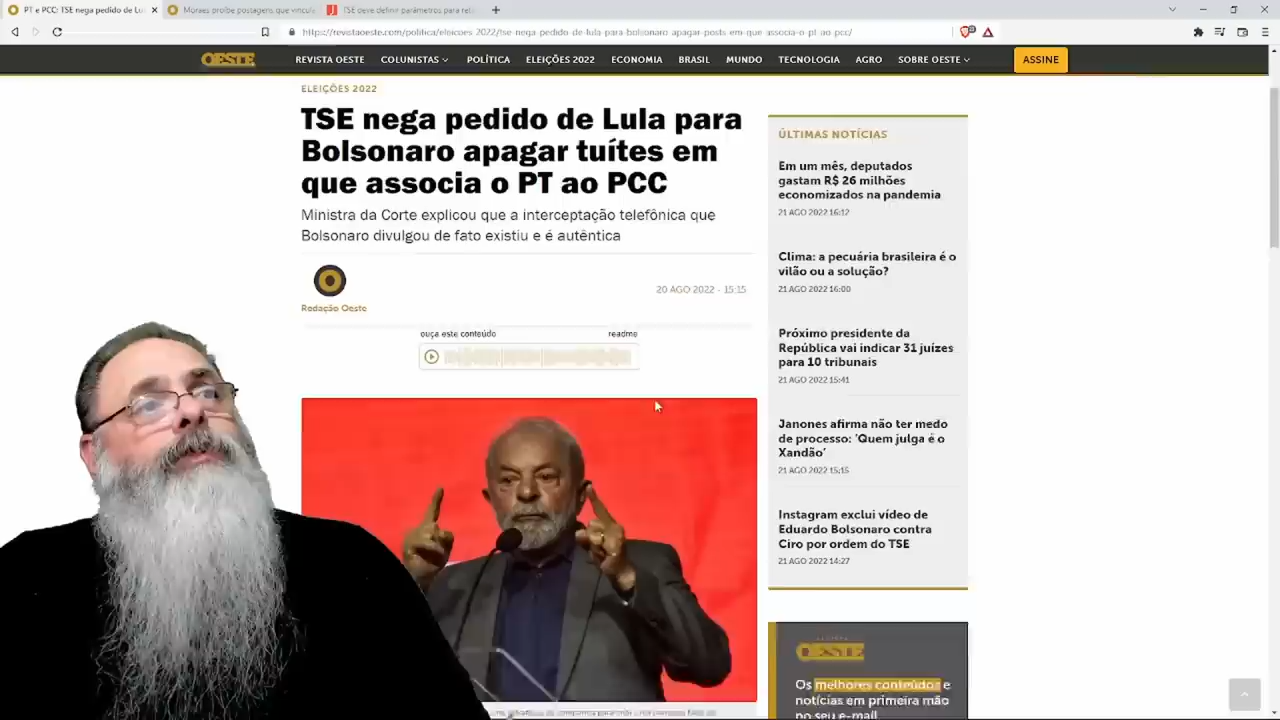 PT e PCC: TSE nega pedido de Lu
Moraes proíbe postagens que vincula
TSE deve definir parâmetros para
https://revistaoeste.com/politica/eleicoes-2022/tse-nega-pedido-de-lula-para-bolsonaro-apagar-posts-em-que-associa-o-pt-ao-pcc/
OESTE
REVISTA OESTE
COLUNISTAS
POLÍTICA
ELEIÇÕES 2022
ECONOMIA
BRASIL
MUNDO
TECNOLOGIA
AGRO
SOBRE OESTE
ASSINE
ELEIÇÕES 2022
TSE nega pedido de Lula para
Bolsonaro apagar tuítes em
que associa o PT ao PCC
Ministra da Corte explicou que a interceptação telefônica que
Bolsonaro divulgou de fato existiu e é autêntica
Redação Oeste
20 AGO 2022 - 15:15
ouça este conteúdo
readme
ÚLTIMAS NOTÍCIAS
Em um mês, deputados
gastam R$ 26 milhões
economizados na pandemia
21 AGO 2022 16:12
Clima: a pecuária brasileira é o
vilão ou a solução?
21 AGO 2022 16:00
Próximo presidente da
República vai indicar 31 juízes
para 10 tribunais
21 AGO 2022 15:41
Janones afirma não ter medo
de processo: ‘Quem julga é o
Xandão’
21 AGO 2022 15:15
Instagram exclui vídeo de
Eduardo Bolsonaro contra
Ciro por ordem do TSE
21 AGO 2022 14:27
OESTE
Os melhores conteúdos e
notícias em primeira mão
no seu e-mail